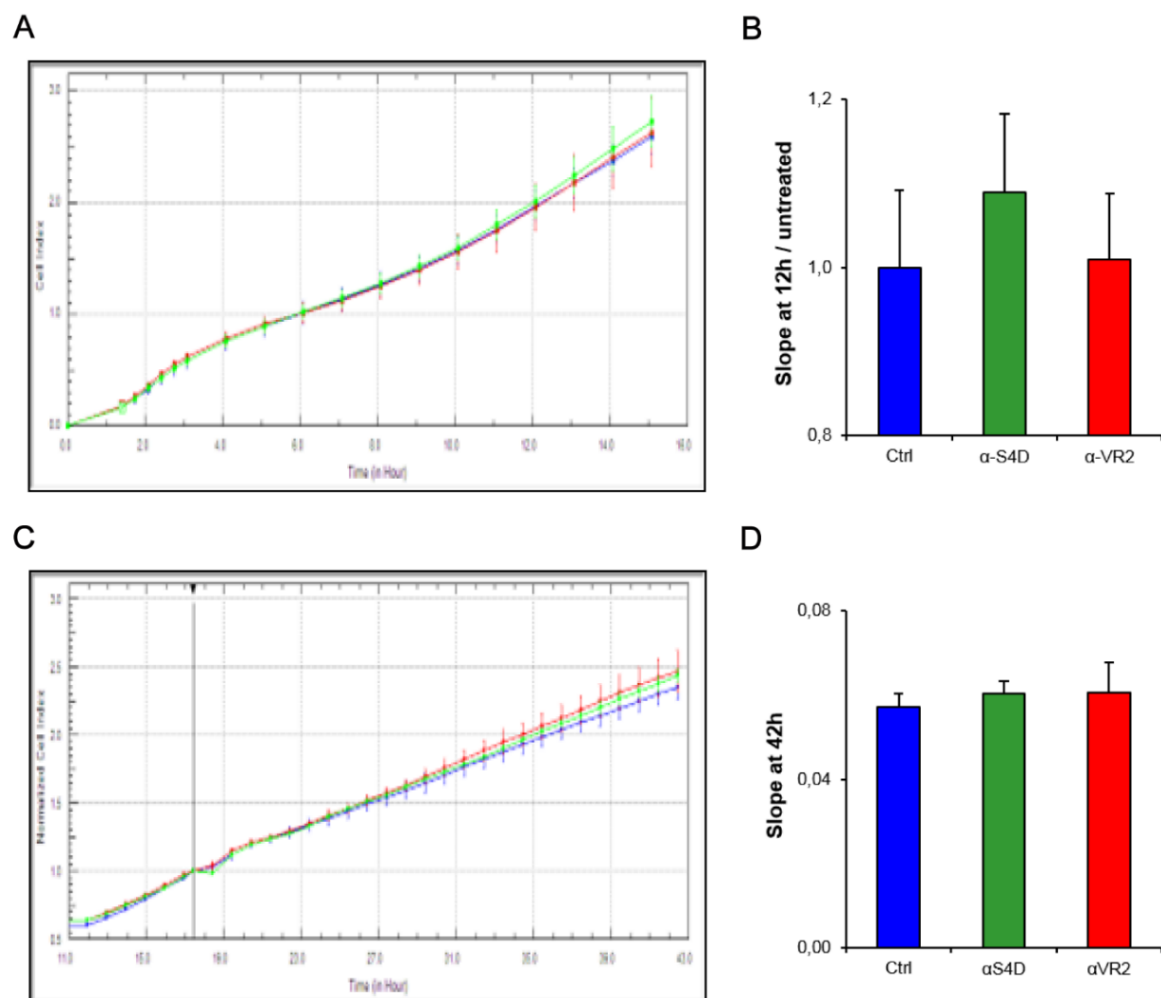 A
B
3.0
2.0
1.0
0.0
Cell Index
0.0
2.0
4.0
6.0
8.0
10.0
12.0
14.0
16.0
Time (in Hour)
1,2
1,0
0,8
Slope at 12h / untreated
Ctrl
α-S4D
α-VR2
C
D
3.0
2.5
2.0
1.5
1.0
0.5
Normalized Cell Index
11.0
15.0
19.0
23.0
27.0
31.0
35.0
39.0
43.0
Time (in Hour)
0,08
0,04
0,00
Slope at 42h
Ctrl
αS4D
αVR2